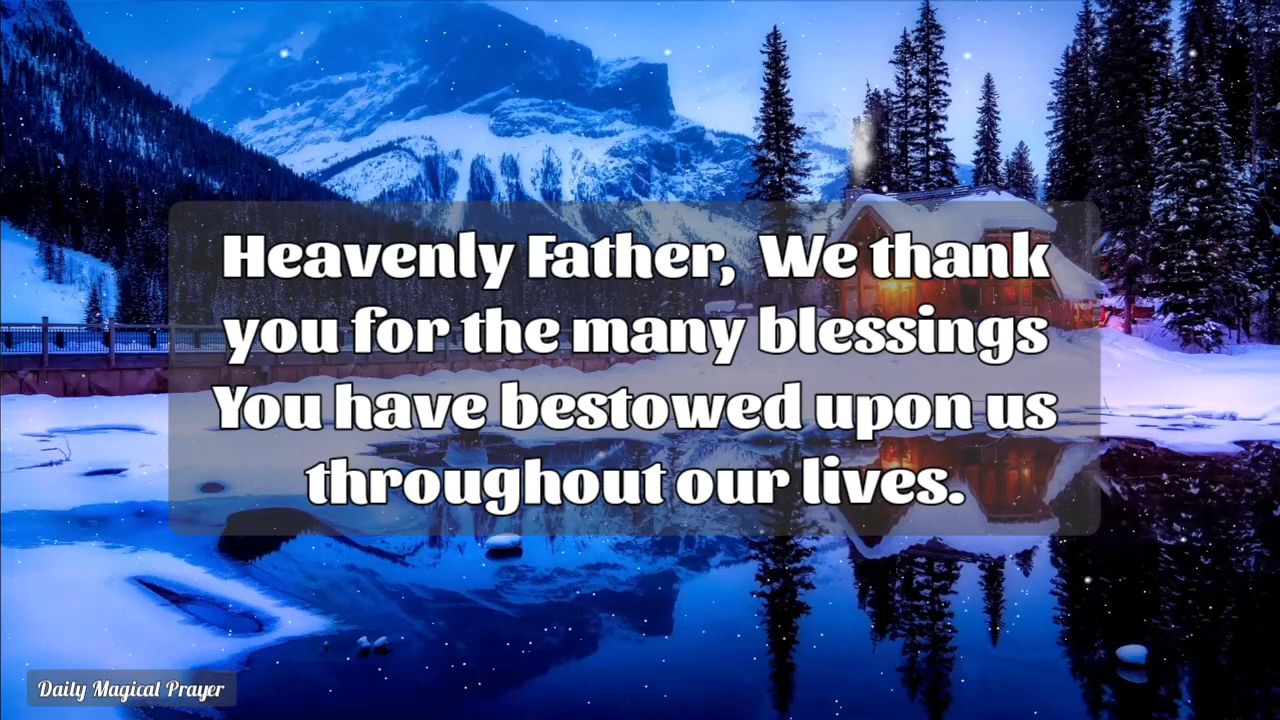 Heavenly Father,  We thank
you for the many blessings
You have bestowed upon us
throughout our lives.
Daily Magical Prayer